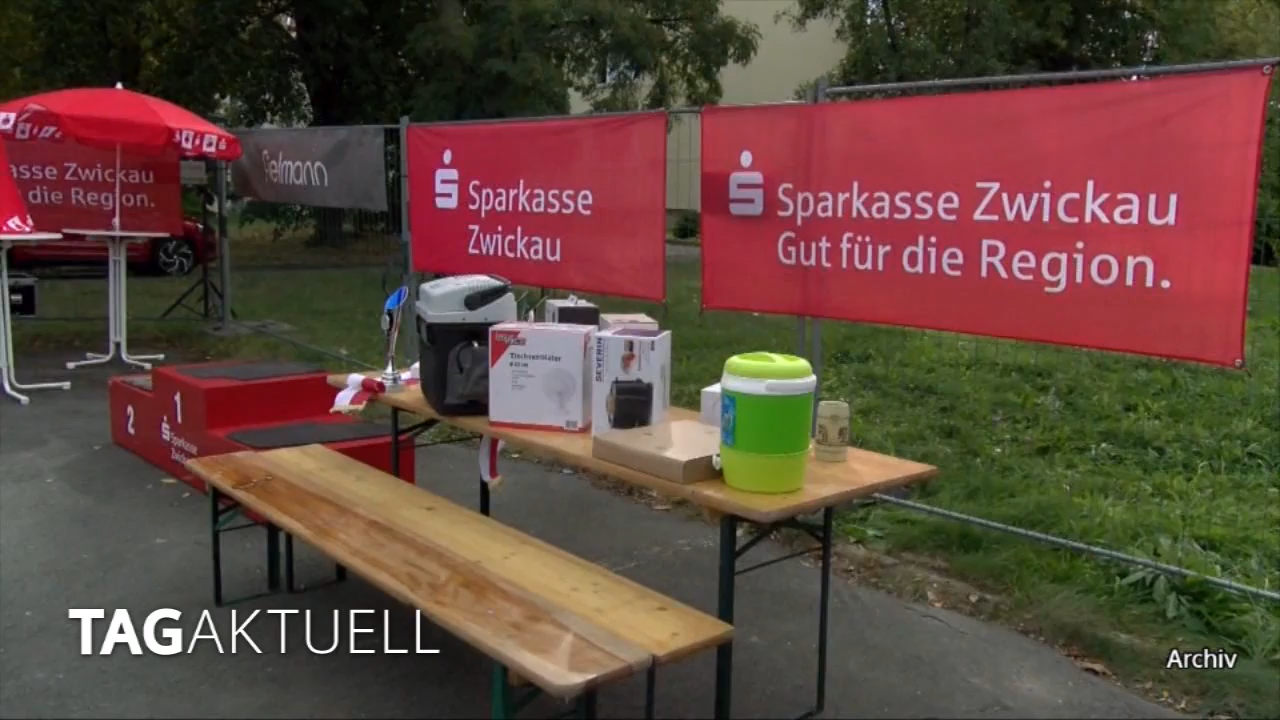 asse Zwickau
die Region.
fielmann
Sparkasse
Zwickau
Sparkasse Zwickau
Gut für die Region.
2
1
Sparkasse
Tischventilator
SEVERIN
TAGAKTUELL
Archiv